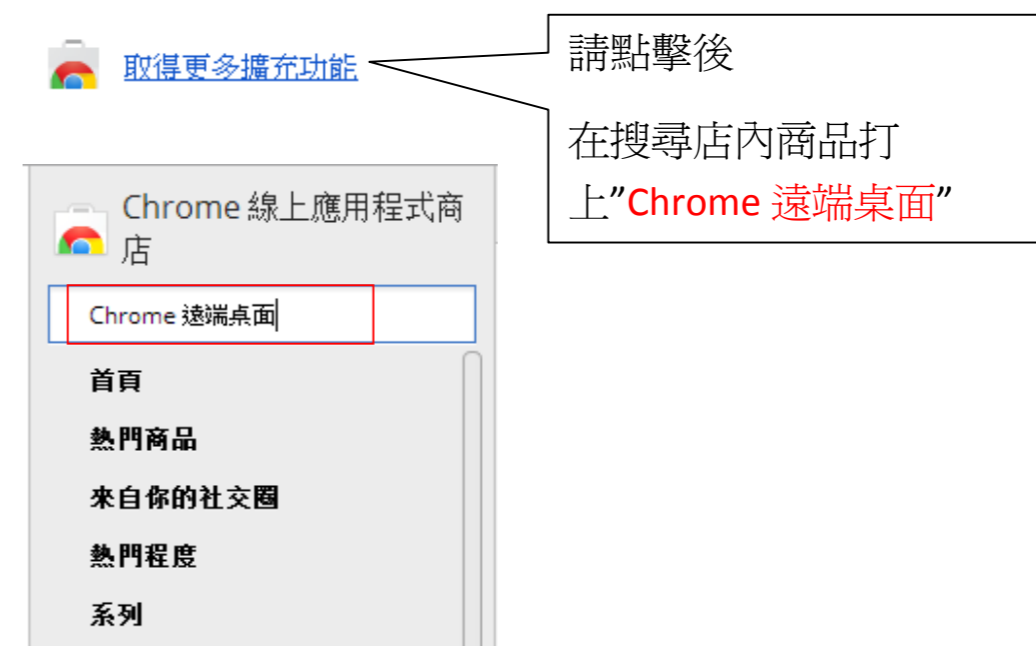 取得更多擴充功能
請點擊後
在搜尋店內商品打
上”Chrome 遠端桌面”
Chrome 線上應用程式商
店
Chrome 遠端桌面
首頁
熱門商品
來自你的社交圈
熱門程度
系列